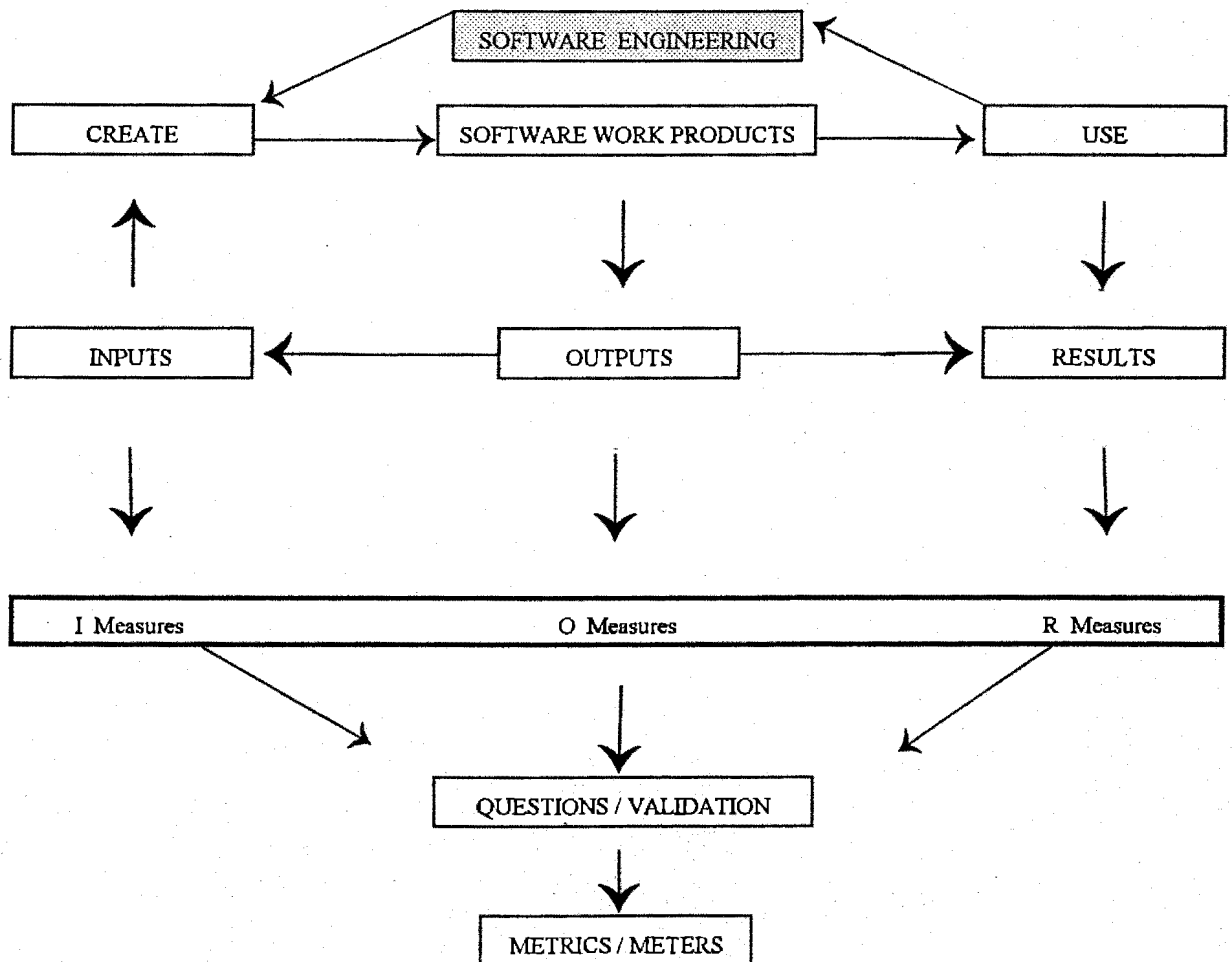 SOFTWARE ENGINEERING
CREATE
SOFTWARE WORK PRODUCTS
USE
INPUTS
OUTPUTS
RESULTS
I Measures
O Measures
R Measures
QUESTIONS / VALIDATION
METRICS / METERS